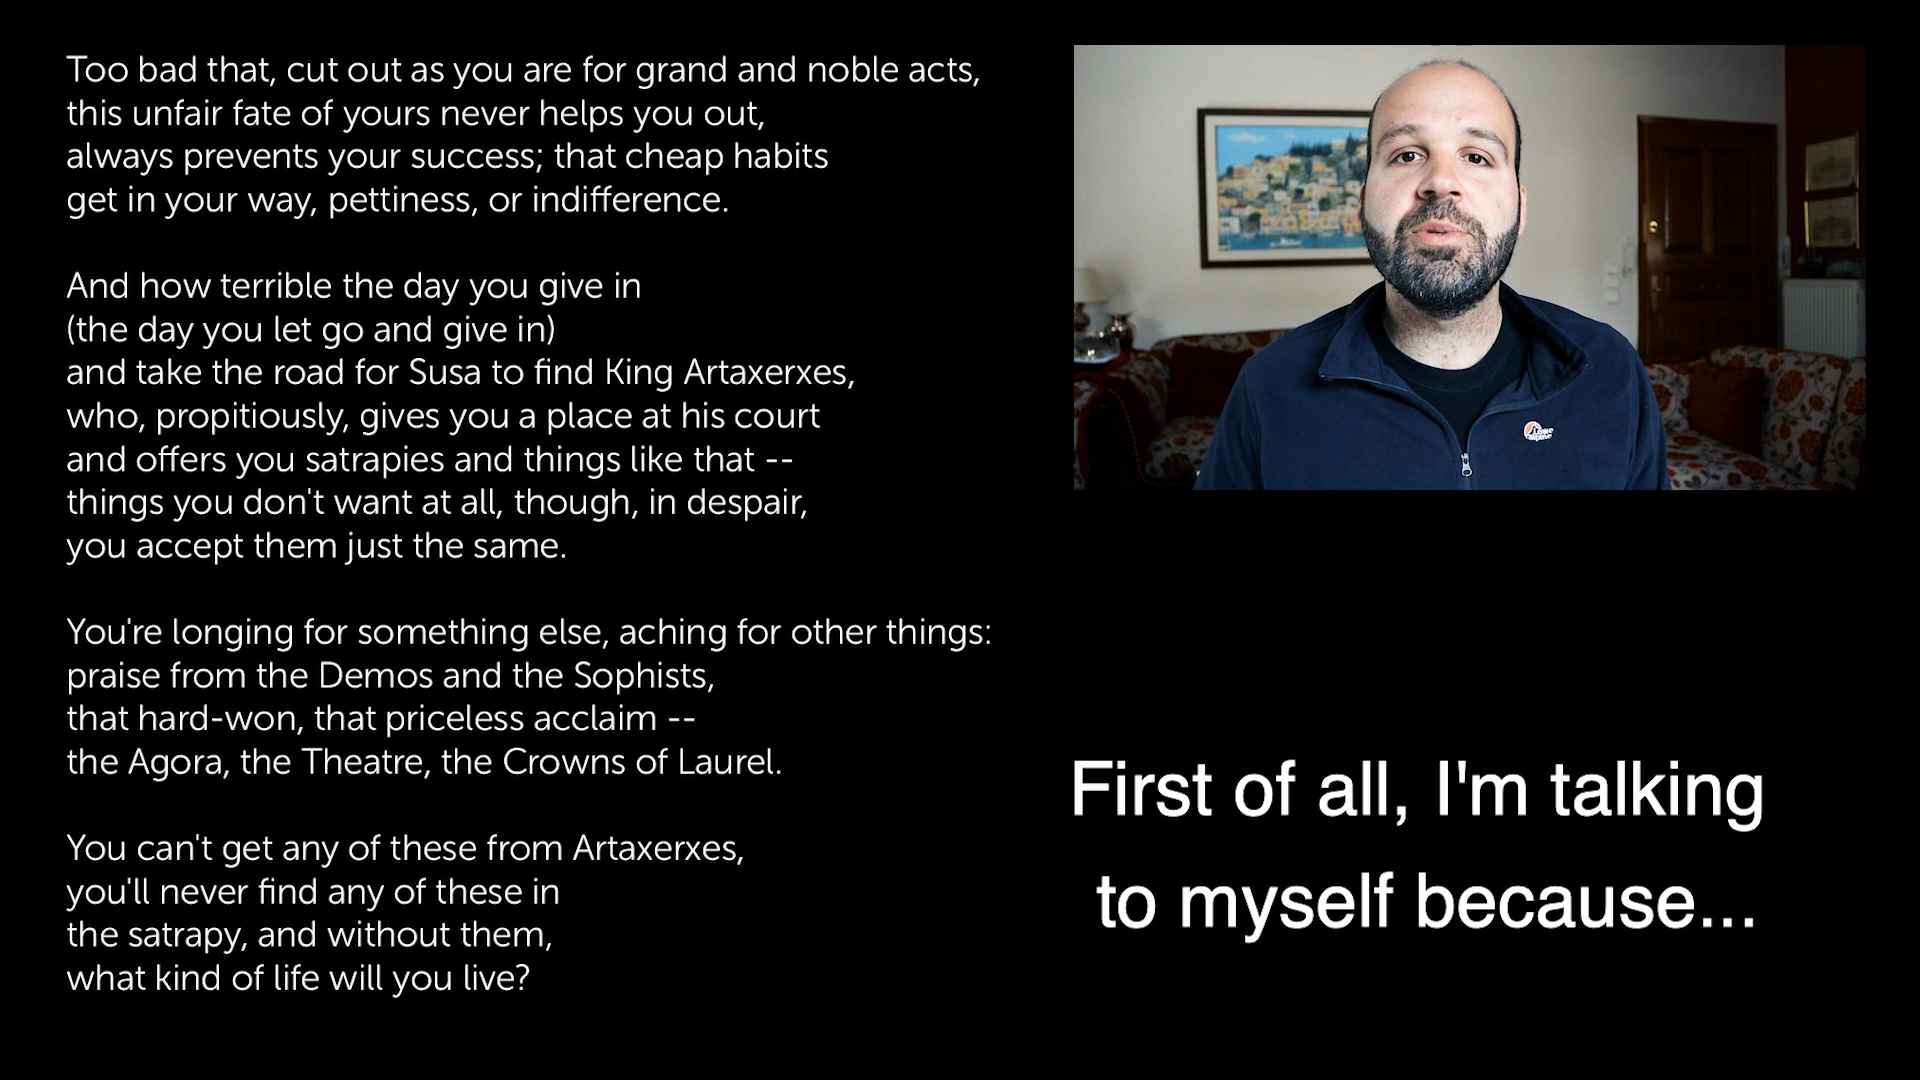 Too bad that, cut out as you are for grand and noble acts,
this unfair fate of yours never helps you out,
always prevents your success; that cheap habits
get in your way, pettiness, or indifference.
And how terrible the day you give in
(the day you let go and give in)
and take the road for Susa to find King Artaxerxes,
who, propitiously, gives you a place at his court
and offers you satrapies and things like that --
things you don't want at all, though, in despair,
you accept them just the same.
You're longing for something else, aching for other things:
praise from the Demos and the Sophists,
that hard-won, that priceless acclaim --
the Agora, the Theatre, the Crowns of Laurel.
You can't get any of these from Artaxerxes,
you'll never find any of these in
the satrapy, and without them,
what kind of life will you live?
lowe
alpine
First of all, I'm talking
to myself because...